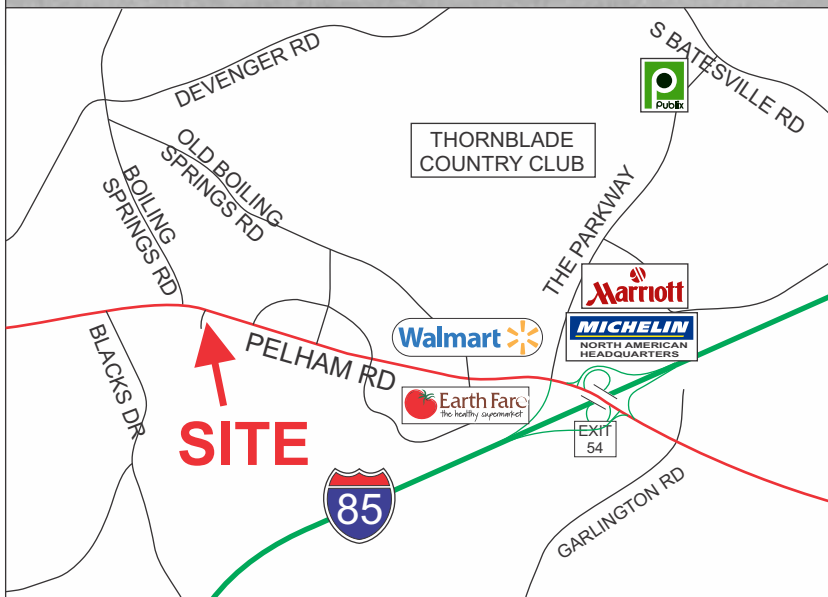 S BATESVILLE RD
DEVENGER RD
Publix
THORNBLADE
COUNTRY CLUB
OLD BOILING
SPRINGS RD
BOILING
SPRINGS RD
THE PARKWAY
Marriott
MICHELIN
NORTH AMERICAN
HEADQUARTERS
Walmart
BLACKS DR
PELHAM RD
Earth Fare
the healthy supermarket
EXIT
54
SITE
85
GARLINGTON RD